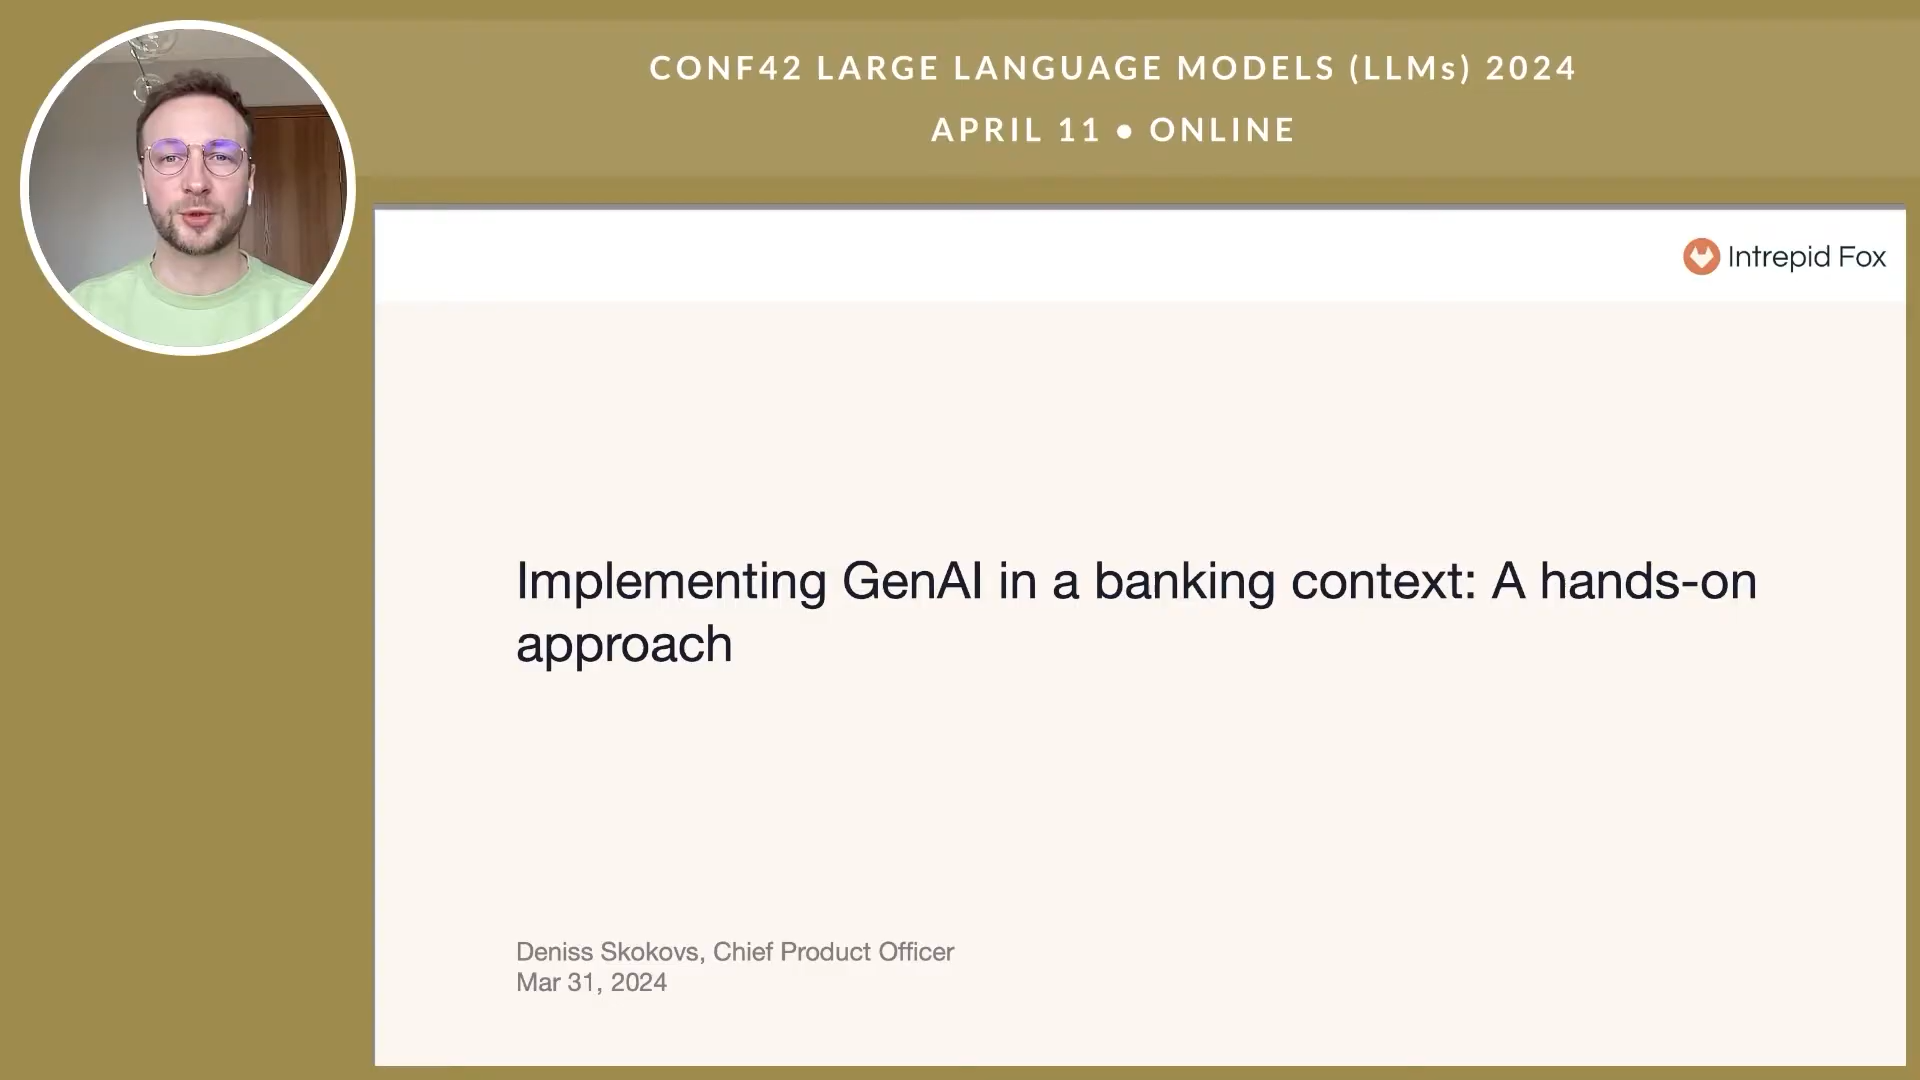 CONF42 LARGE LANGUAGE MODELS (LLMs) 2024
APRIL 11 • ONLINE
Intrepid Fox
Implementing GenAI in a banking context: A hands-on
approach
Deniss Skokovs, Chief Product Officer
Mar 31, 2024